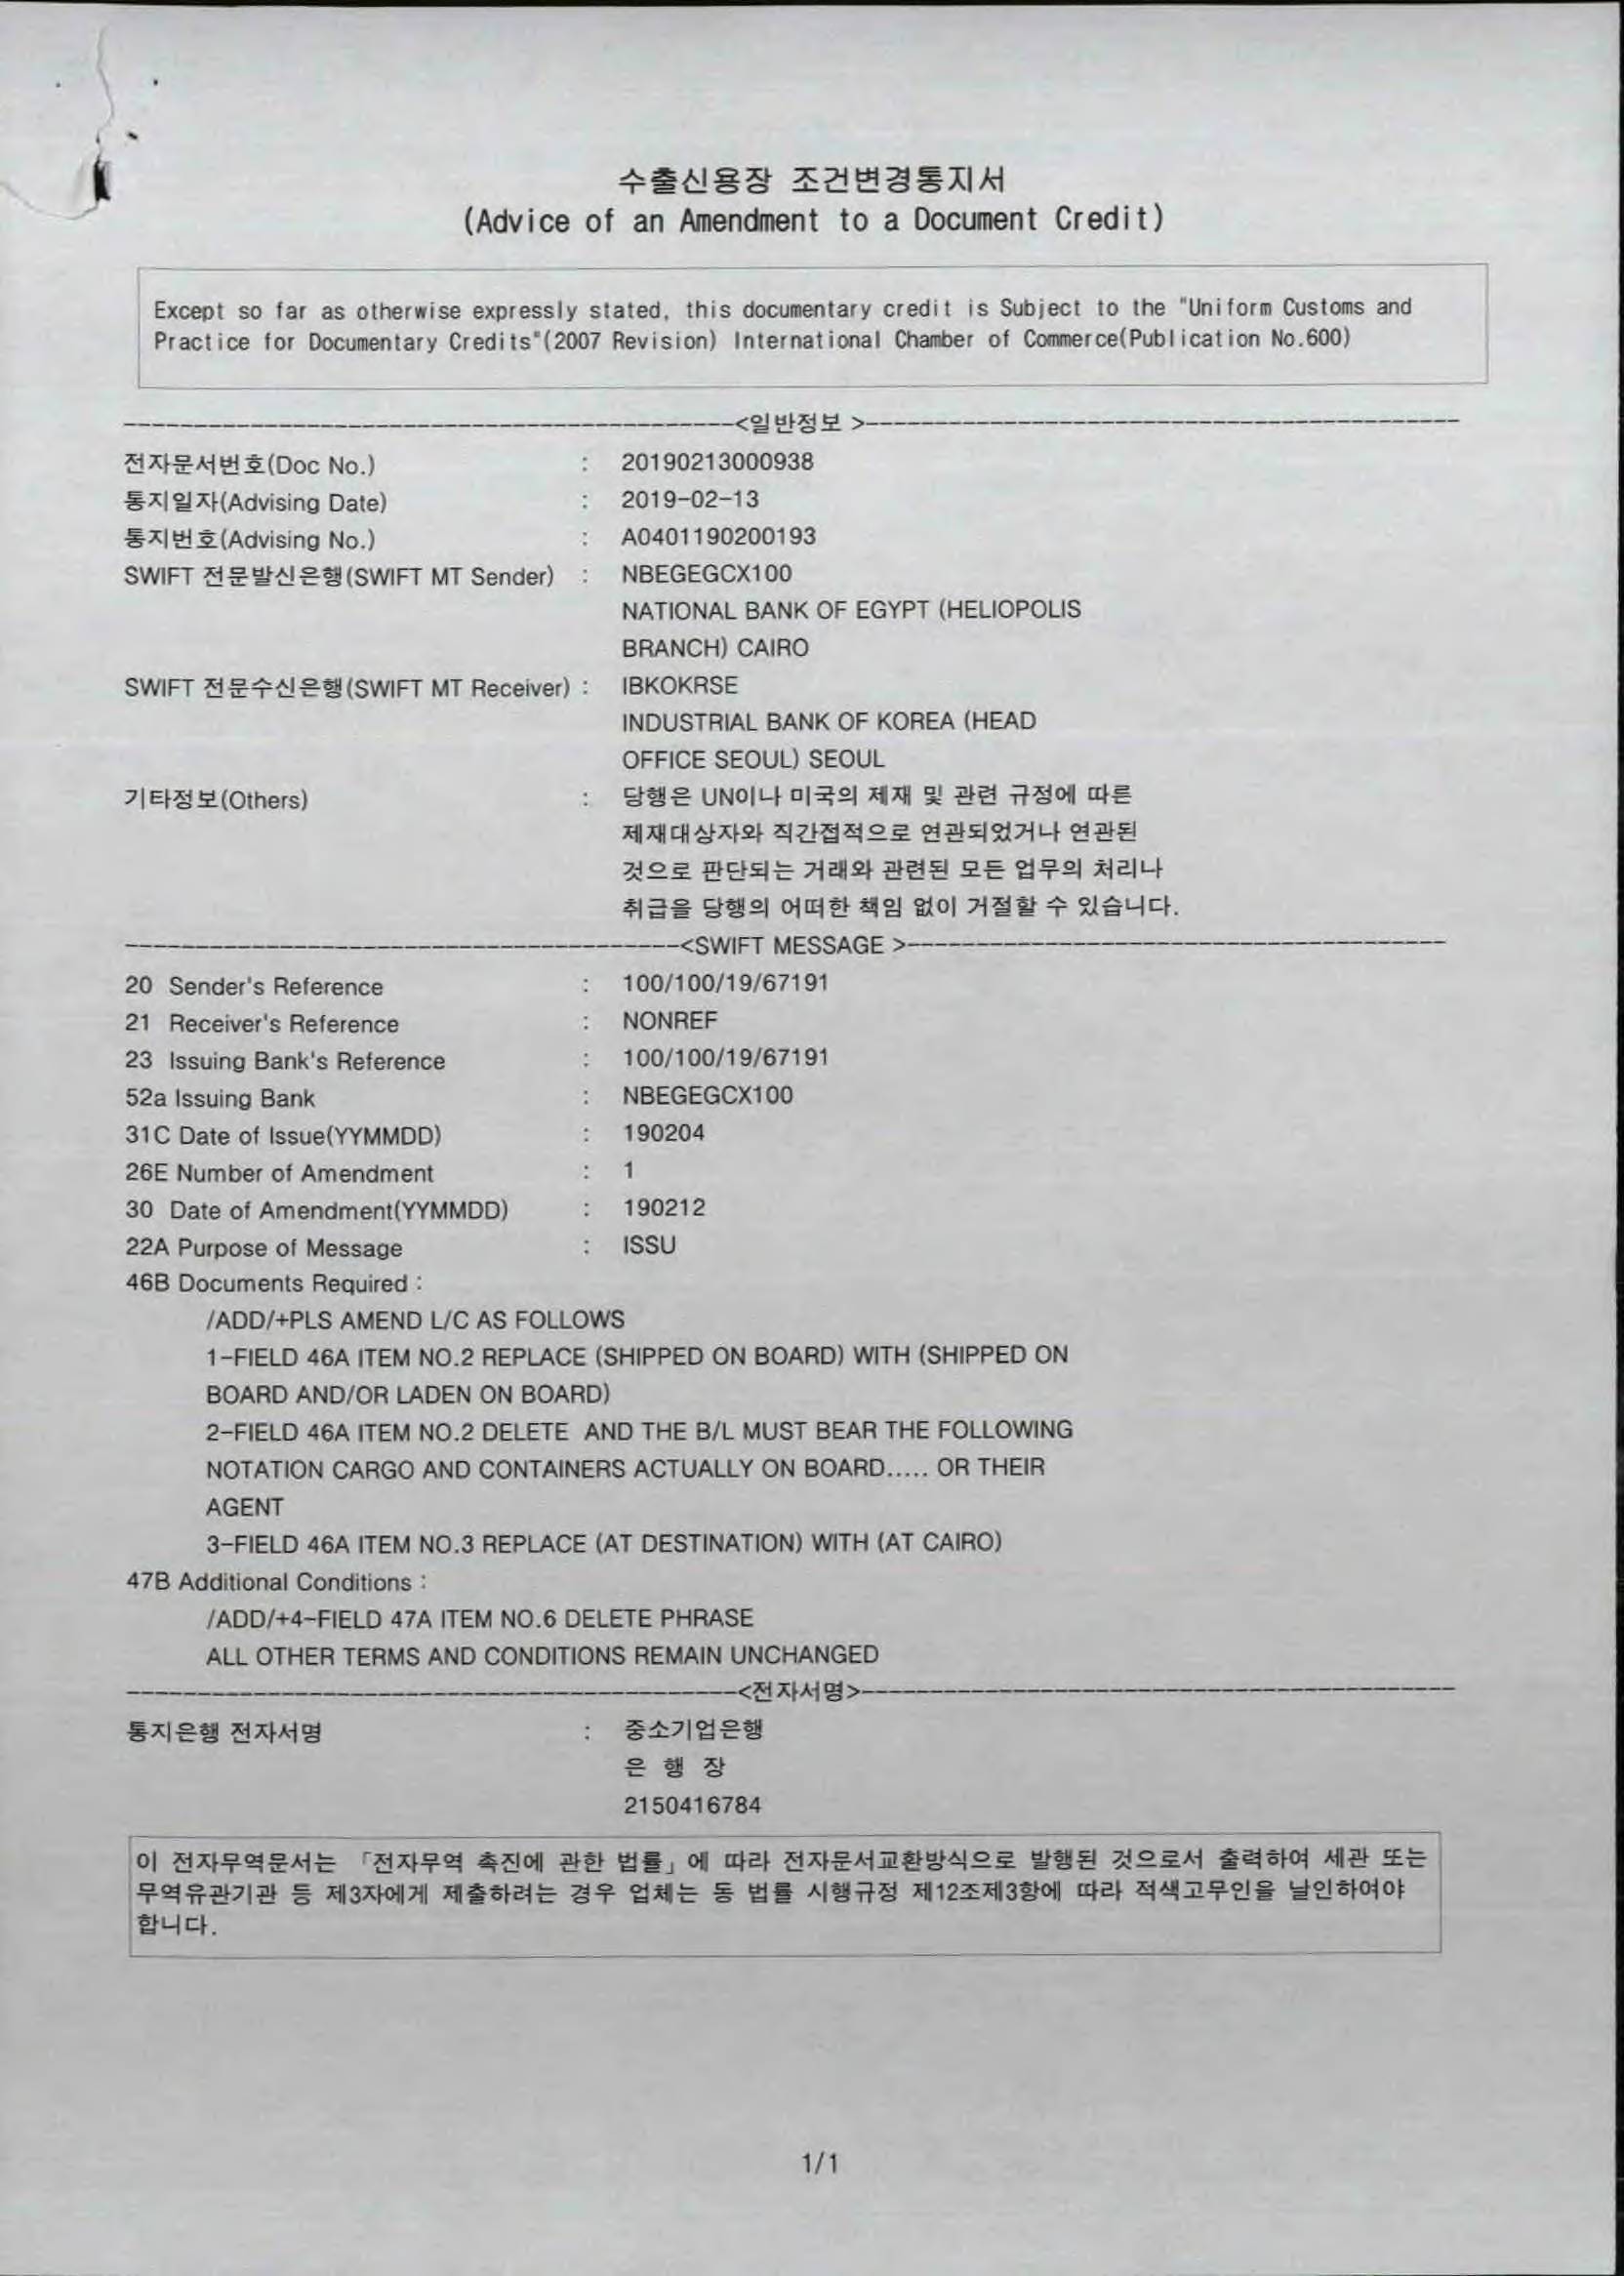 수출신용장 조건변경통지서
(Advice of an Amendment to a Document Credit)
Except so far as otherwise expressly stated, this documentary credit is Subject to the "Uniform Customs and
Practice for Documentary Credits"(2007 Revision) International Chamber of Commerce(Publication No.600)
<일반정보 >
전자문서번호(Doc No.) : 20190213000938
통지일자(Advising Date) : 2019-02-13
통지번호(Advising No.) : A0401190200193
SWIFT 전문발신은행(SWIFT MT Sender) : NBEGEGCX100
NATIONAL BANK OF EGYPT (HELIOPOLIS
BRANCH) CAIRO
SWIFT 전문수신은행(SWIFT MT Receiver) : IBKOKRSE
INDUSTRIAL BANK OF KOREA (HEAD
OFFICE SEOUL) SEOUL
기타정보(Others) : 당행은 UN이나 미국의 제재 및 관련 규정에 따른
제재대상자와 직간접적으로 연관되었거나 연관된
것으로 판단되는 거래와 관련된 모든 업무의 처리나
취급을 당행의 어떠한 책임 없이 거절할 수 있습니다.
<SWIFT MESSAGE >
20 Sender's Reference : 100/100/19/67191
21 Receiver's Reference : NONREF
23 Issuing Bank's Reference : 100/100/19/67191
52a Issuing Bank : NBEGEGCX100
31C Date of Issue(YYMMDD) : 190204
26E Number of Amendment : 1
30 Date of Amendment(YYMMDD) : 190212
22A Purpose of Message : ISSU
46B Documents Required :
/ADD/+PLS AMEND L/C AS FOLLOWS
1-FIELD 46A ITEM NO.2 REPLACE (SHIPPED ON BOARD) WITH (SHIPPED ON
BOARD AND/OR LADEN ON BOARD)
2-FIELD 46A ITEM NO.2 DELETE AND THE B/L MUST BEAR THE FOLLOWING
NOTATION CARGO AND CONTAINERS ACTUALLY ON BOARD..... OR THEIR
AGENT
3-FIELD 46A ITEM NO.3 REPLACE (AT DESTINATION) WITH (AT CAIRO)
47B Additional Conditions :
/ADD/+4-FIELD 47A ITEM NO.6 DELETE PHRASE
ALL OTHER TERMS AND CONDITIONS REMAIN UNCHANGED
<전자서명>
통지은행 전자서명 : 중소기업은행
은 행 장
2150416784
이 전자무역문서는 「전자무역 촉진에 관한 법률」에 따라 전자문서교환방식으로 발행된 것으로서 출력하여 세관 또는
무역유관기관 등 제3자에게 제출하려는 경우 업체는 동 법률 시행규정 제12조제3항에 따라 적색고무인을 날인하여야
합니다.
1/1